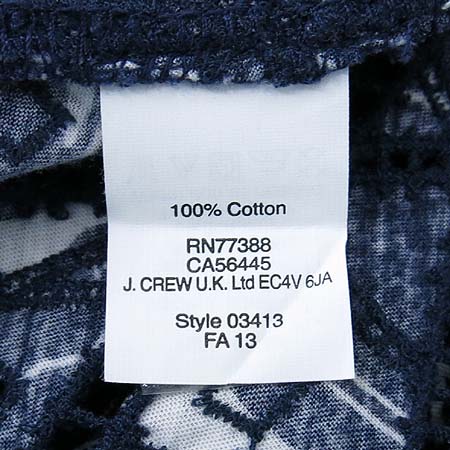 100% Cotton
RN77388
CA56445
J. CREW U.K. Ltd EC4V 6JA
Style 03413
FA 13